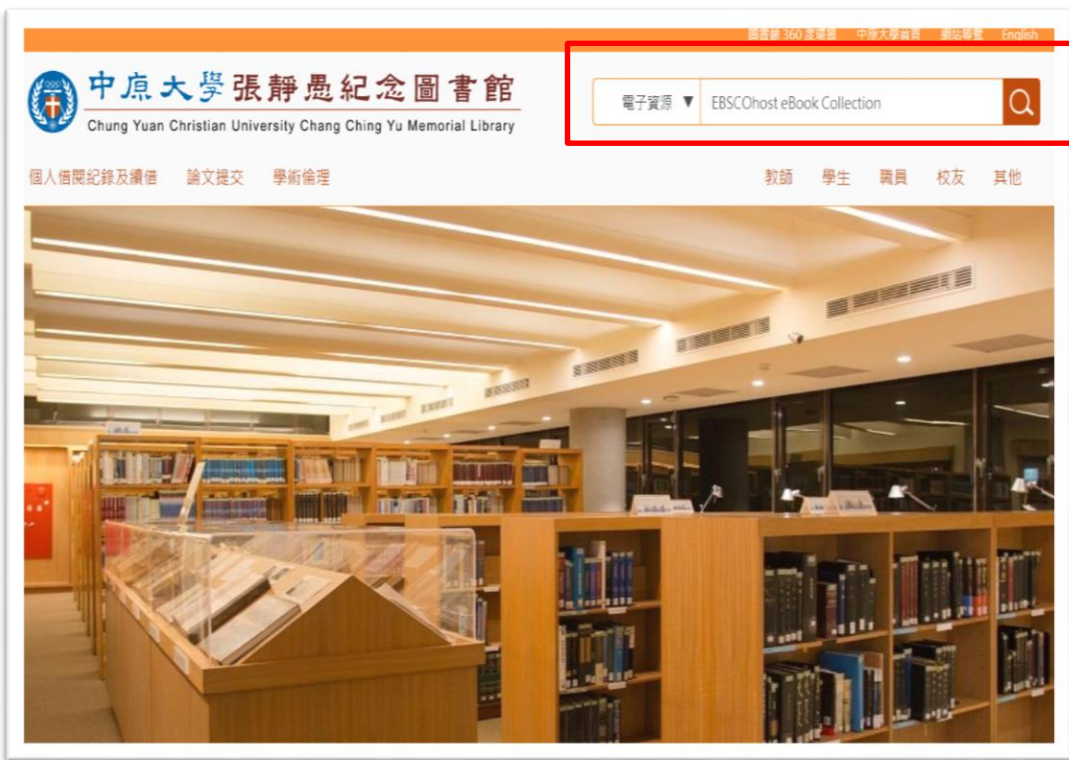 圖書館 360 度環景 中原大學首頁 網站導覽 English
中原大學張靜愚紀念圖書館
Chung Yuan Christian University Chang Ching Yu Memorial Library
電子資源 ▼ EBSCOhost eBook Collection
個人借閱紀錄及續借 論文提交 學術倫理 教師 學生 職員 校友 其他